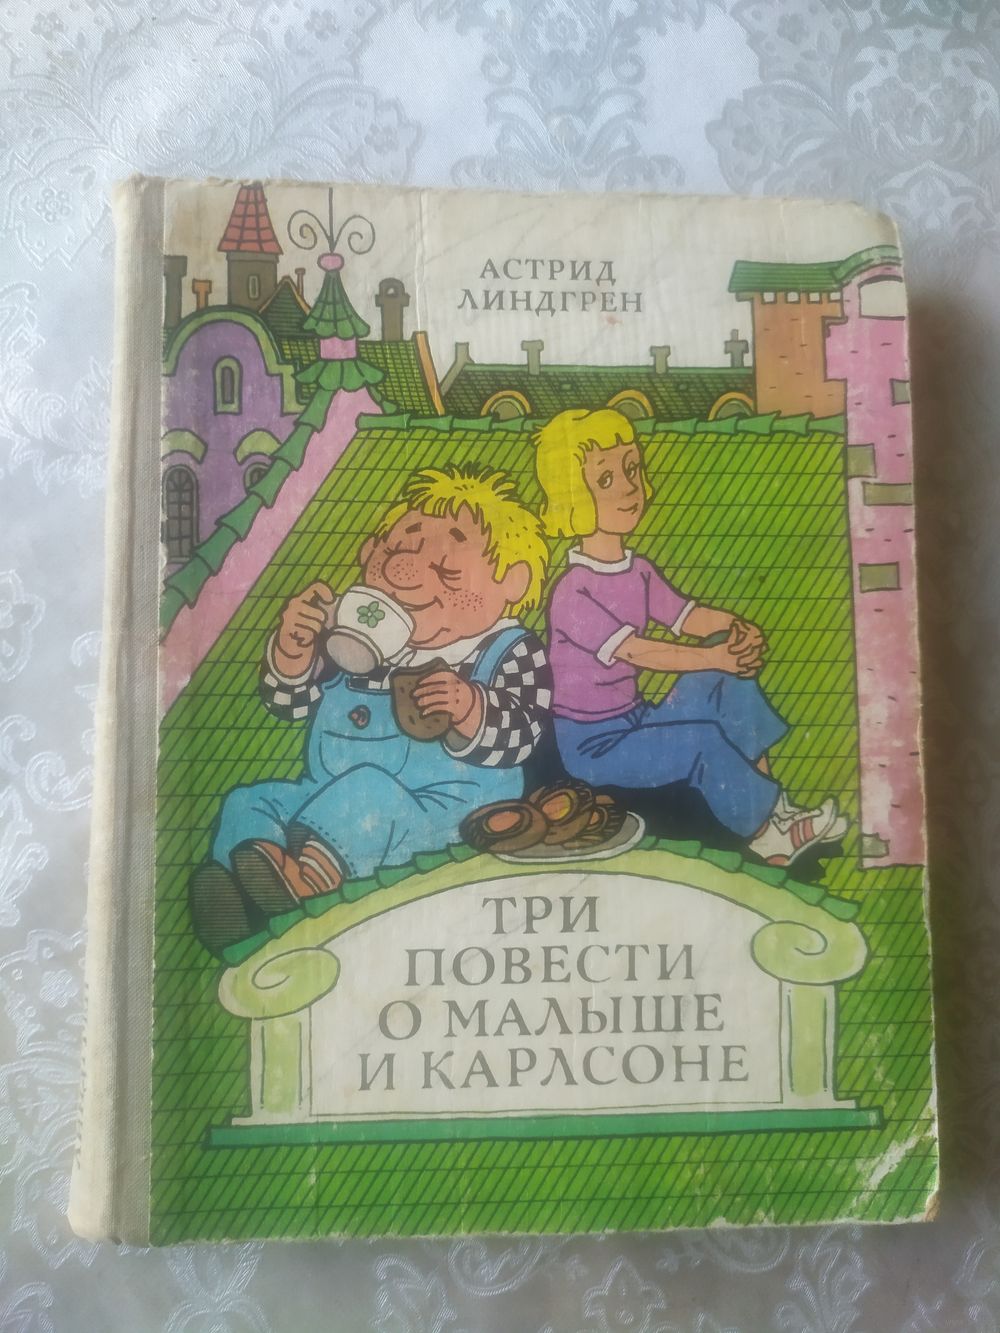 АСТРИД
ЛИНДГРЕН
ТРИ
ПОВЕСТИ
О МАЛЫШЕ
И КАРЛСОНЕ